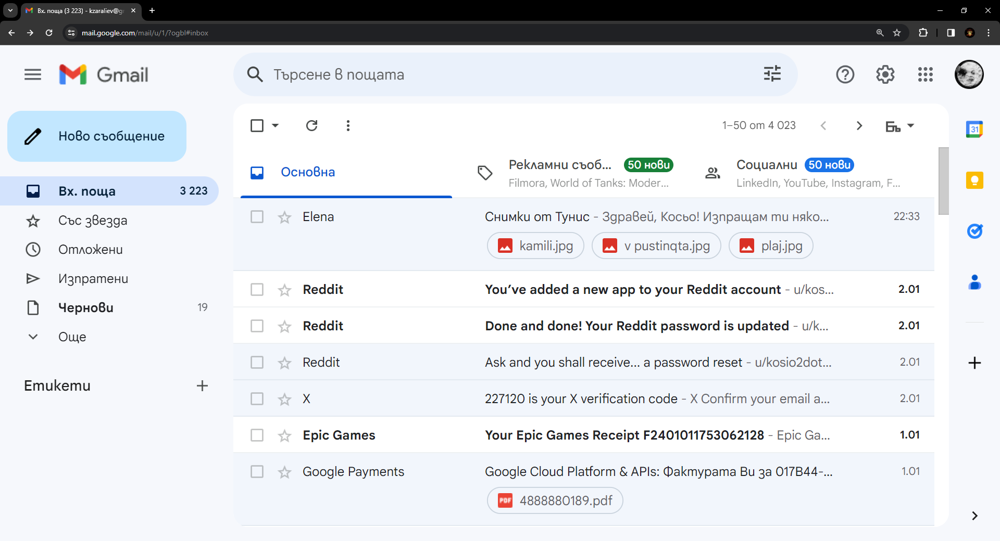 Вх. поща (3 223) - kzaraliev@g
mail.google.com/mail/u/1/?ogbl#inbox
Gmail
Търсене в пощата
Ново съобщение
Вх. поща 3 223
Със звезда
Отложени
Изпратени
Чернови 19
Още
Етикети
1–50 от 4 023
Бъ
Основна
Рекламни съоб... 50 нови
Filmora, World of Tanks: Moder...
Социални 50 нови
LinkedIn, YouTube, Instagram, F...
Elena Снимки от Тунис - Здравей, Косьо! Изпращам ти няко... 22:33
kamili.jpg v pustinqta.jpg plaj.jpg
Reddit You’ve added a new app to your Reddit account - u/kos... 2.01
Reddit Done and done! Your Reddit password is updated - u/k... 2.01
Reddit Ask and you shall receive... a password reset - u/kosio2dot... 2.01
X 227120 is your X verification code - X Confirm your email a... 2.01
Epic Games Your Epic Games Receipt F2401011753062128 - Epic Ga... 1.01
Google Payments Google Cloud Platform & APIs: Фактурата Ви за 017B44-... 1.01
PDF 4888880189.pdf
31